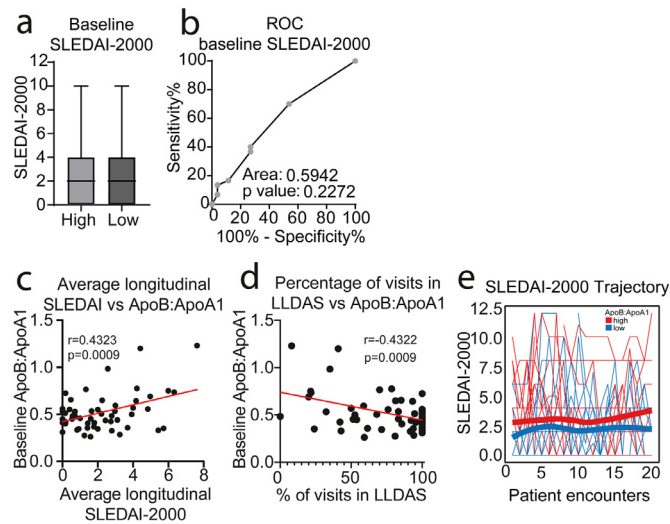 a
Baseline
SLEDAI-2000
SLEDAI-2000
12
10
8
6
4
2
0
High Low
b
ROC
baseline SLEDAI-2000
Sensitivity%
100
80
60
40
20
0
Area: 0.5942
p value: 0.2272
0 20 40 60 80 100
100% - Specificity%
c
Average longitudinal
SLEDAI vs ApoB:ApoA1
Baseline ApoB:ApoA1
1.5
1.0
0.5
0.0
r=0.4323
p=0.0009
0 2 4 6 8
Average longitudinal
SLEDAI-2000
d
Percentage of visits in
LLDAS vs ApoB:ApoA1
Baseline ApoB:ApoA1
1.5
1.0
0.5
0.0
r=-0.4322
p=0.0009
0 50 100
% of visits in LLDAS
e
SLEDAI-2000 Trajectory
SLEDAI-2000
12.5
10.0
7.5
5.0
2.5
0.0
ApoB:ApoA1
high
low
0 5 10 15 20
Patient encounters